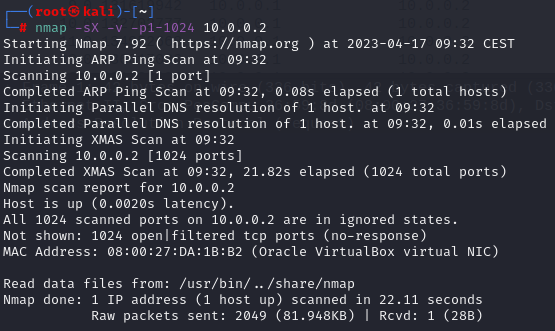 ┌──(root㉿kali)-[~]
└─# nmap -sX -v -p1-1024 10.0.0.2
Starting Nmap 7.92 ( https://nmap.org ) at 2023-04-17 09:32 CEST
Initiating ARP Ping Scan at 09:32
Scanning 10.0.0.2 [1 port]
Completed ARP Ping Scan at 09:32, 0.08s elapsed (1 total hosts)
Initiating Parallel DNS resolution of 1 host. at 09:32
Completed Parallel DNS resolution of 1 host. at 09:32, 0.01s elapsed
Initiating XMAS Scan at 09:32
Scanning 10.0.0.2 [1024 ports]
Completed XMAS Scan at 09:32, 21.82s elapsed (1024 total ports)
Nmap scan report for 10.0.0.2
Host is up (0.0020s latency).
All 1024 scanned ports on 10.0.0.2 are in ignored states.
Not shown: 1024 open|filtered tcp ports (no-response)
MAC Address: 08:00:27:DA:1B:B2 (Oracle VirtualBox virtual NIC)
Read data files from: /usr/bin/../share/nmap
Nmap done: 1 IP address (1 host up) scanned in 22.11 seconds
Raw packets sent: 2049 (81.948KB) | Rcvd: 1 (28B)